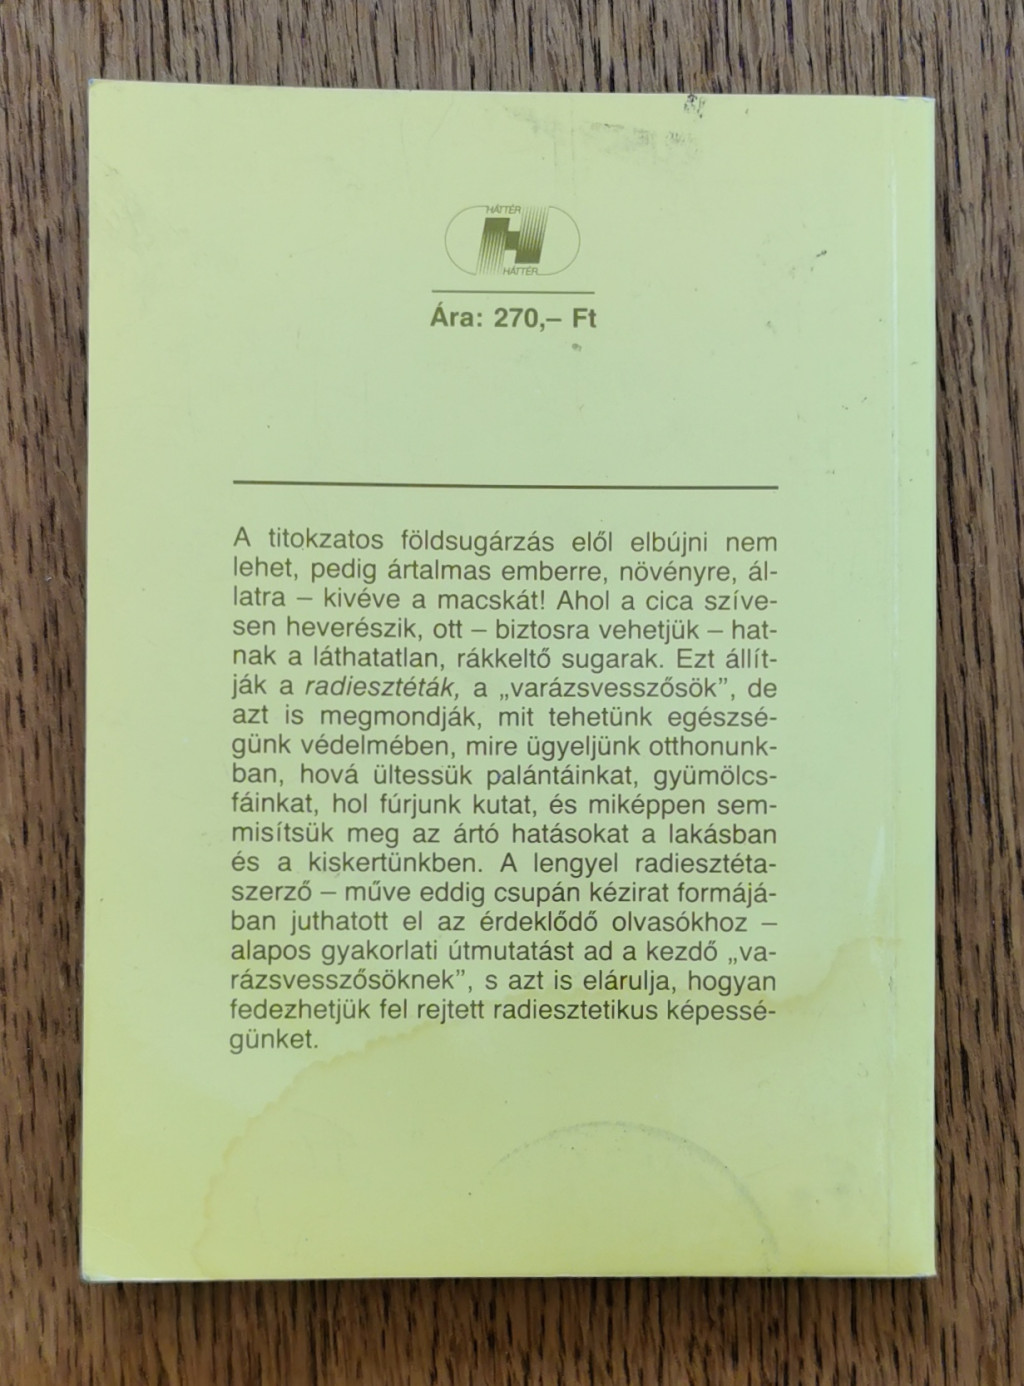 HÁTTÉR
HÁTTÉR
Ára: 270,– Ft
A titokzatos földsugárzás elől elbújni nem
lehet, pedig ártalmas emberre, növényre, ál-
latra – kivéve a macskát! Ahol a cica szíve-
sen heverészik, ott – biztosra vehetjük – hat-
nak a láthatatlan, rákkeltő sugarak. Ezt állít-
ják a radiesztéták, a „varázsvesszősök”, de
azt is megmondják, mit tehetünk egészsé-
günk védelmében, mire ügyeljünk otthonunk-
ban, hová ültessük palántáinkat, gyümölcs-
fáinkat, hol fúrjunk kutat, és miképpen sem-
misítsük meg az ártó hatásokat a lakásban
és a kiskertünkben. A lengyel radiesztéta-
szerző – műve eddig csupán kézirat formájá-
ban juthatott el az érdeklődő olvasókhoz –
alapos gyakorlati útmutatást ad a kezdő „va-
rázsvesszősöknek”, s azt is elárulja, hogyan
fedezhetjük fel rejtett radiesztetikus képessé-
günket.